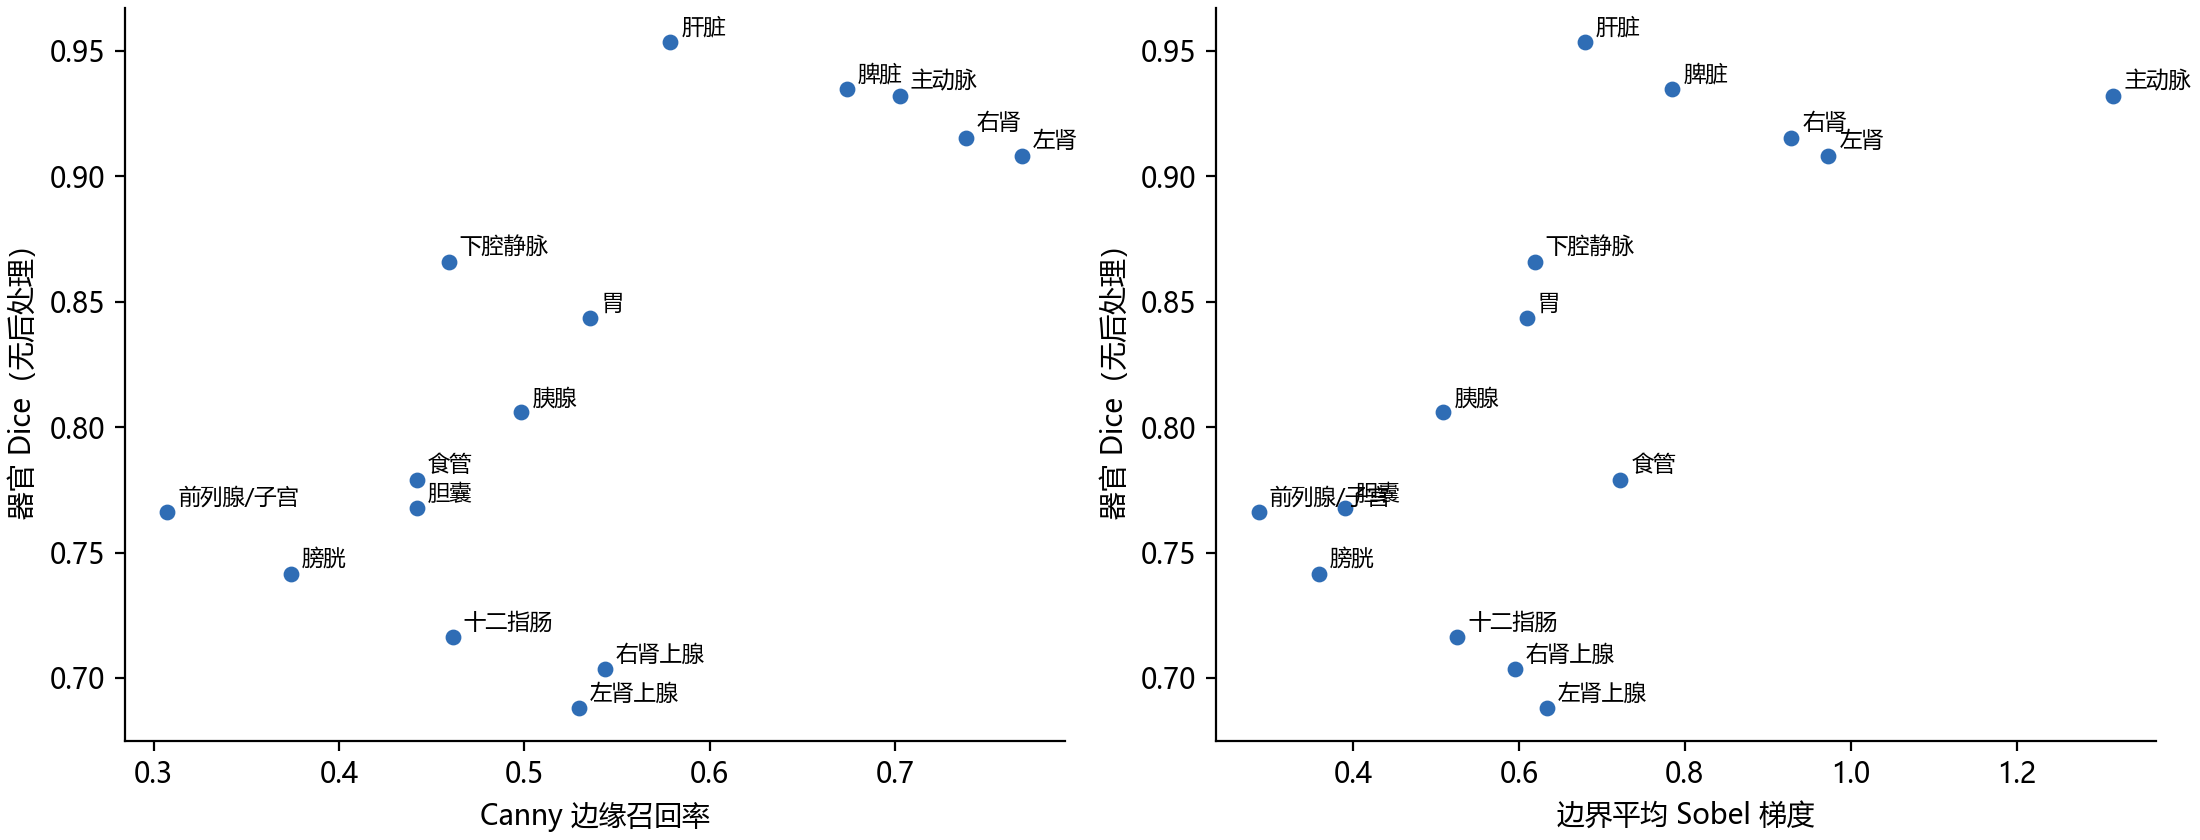 器官 Dice（无后处理）
0.95
0.90
0.85
0.80
0.75
0.70
肝脏
脾脏
主动脉
右肾
左肾
下腔静脉
胃
胰腺
食管
胆囊
前列腺/子宫
膀胱
十二指肠
右肾上腺
左肾上腺
0.3 0.4 0.5 0.6 0.7
Canny 边缘召回率
器官 Dice（无后处理）
0.95
0.90
0.85
0.80
0.75
0.70
肝脏
脾脏
主动脉
右肾
左肾
下腔静脉
胃
胰腺
食管
胆囊
前列腺/子宫
膀胱
十二指肠
右肾上腺
左肾上腺
0.4 0.6 0.8 1.0 1.2
边界平均 Sobel 梯度